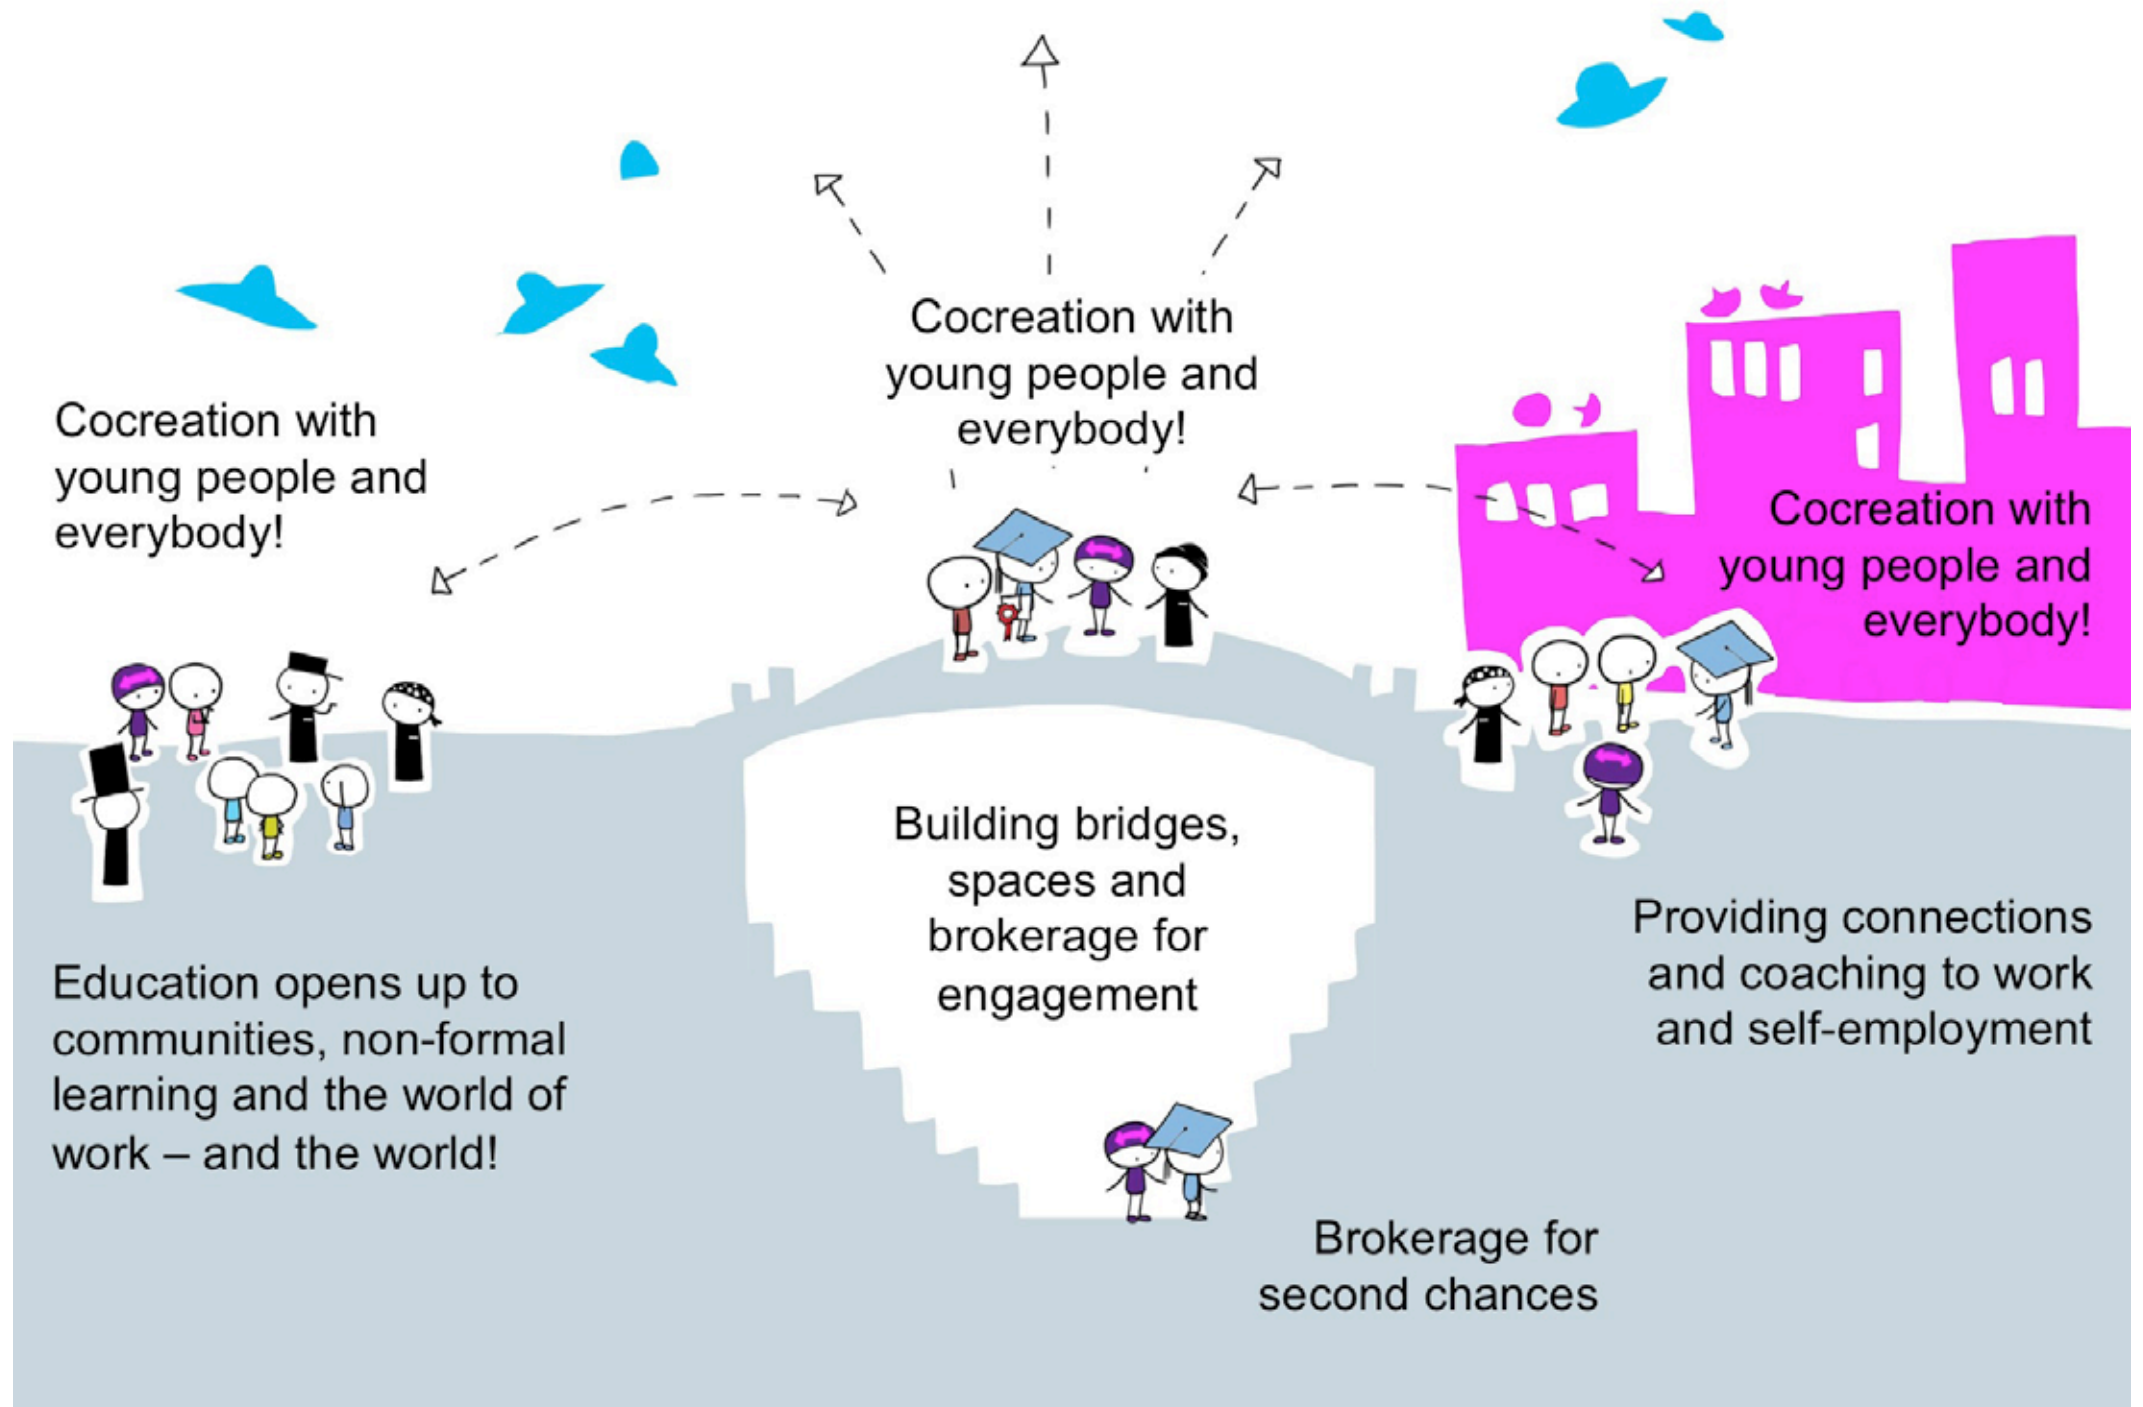 Cocreation with
young people and
everybody!
Cocreation with
young people and
everybody!
Cocreation with
young people and
everybody!
Building bridges,
spaces and
brokerage for
engagement
Education opens up to
communities, non-formal
learning and the world of
work – and the world!
Providing connections
and coaching to work
and self-employment
Brokerage for
second chances